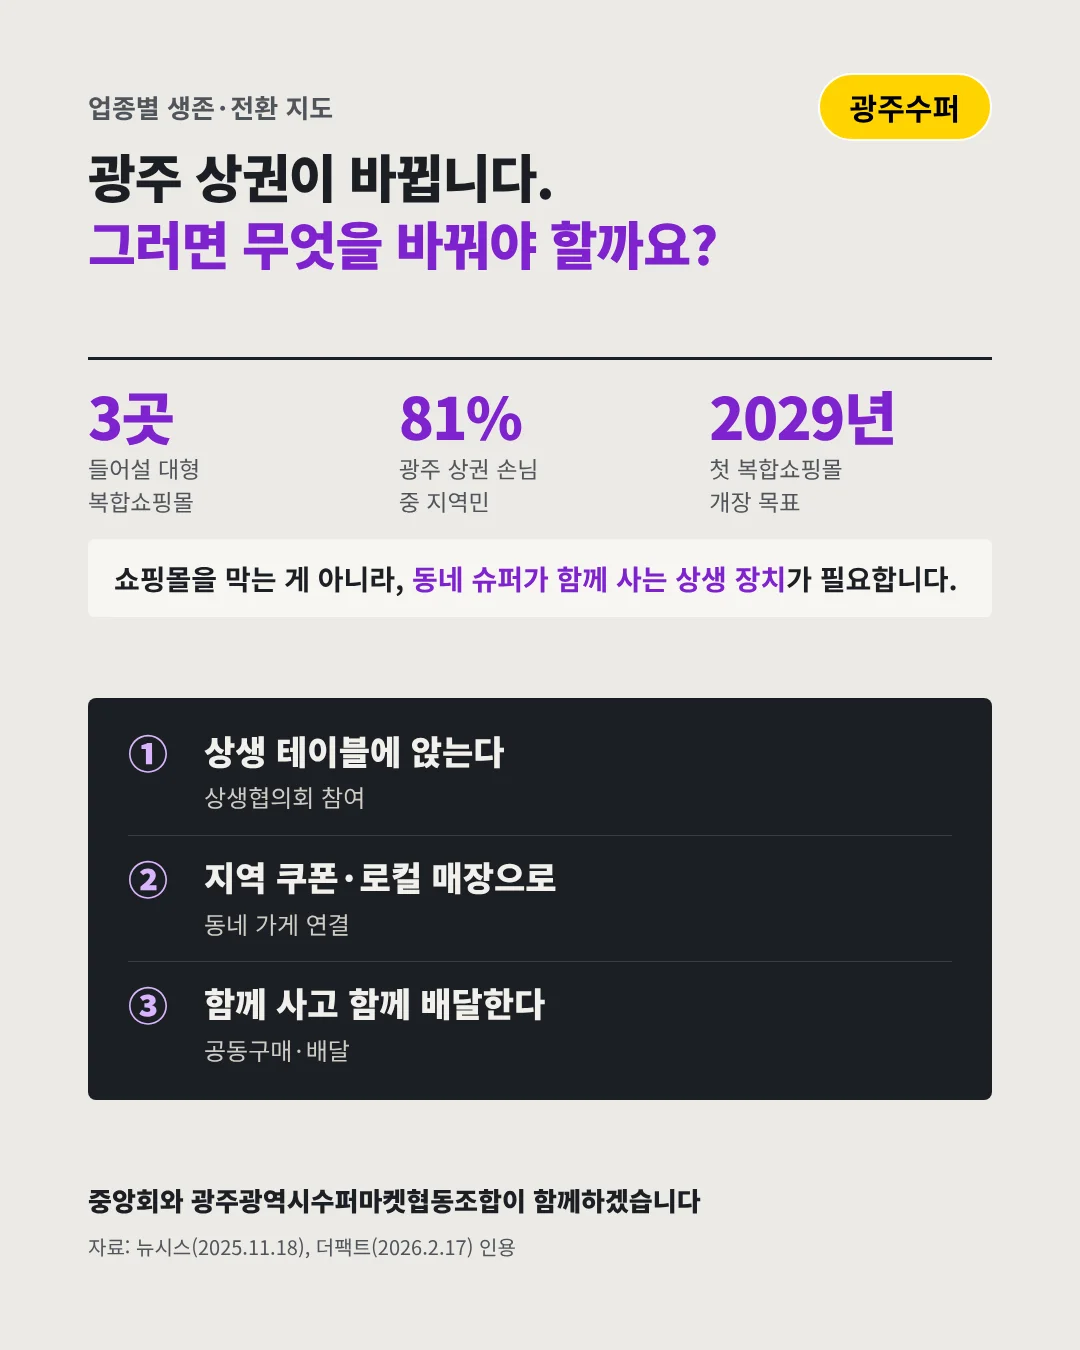 업종별 생존·전환 지도
광주수퍼
광주 상권이 바뀝니다.
그러면 무엇을 바꿔야 할까요?
3곳
들어설 대형
복합쇼핑몰
81%
광주 상권 손님
중 지역민
2029년
첫 복합쇼핑몰
개장 목표
쇼핑몰을 막는 게 아니라, 동네 슈퍼가 함께 사는 상생 장치가 필요합니다.
① 상생 테이블에 앉는다
상생협의회 참여
② 지역 쿠폰·로컬 매장으로
동네 가게 연결
③ 함께 사고 함께 배달한다
공동구매·배달
중앙회와 광주광역시수퍼마켓협동조합이 함께하겠습니다
자료: 뉴시스(2025.11.18), 더팩트(2026.2.17) 인용